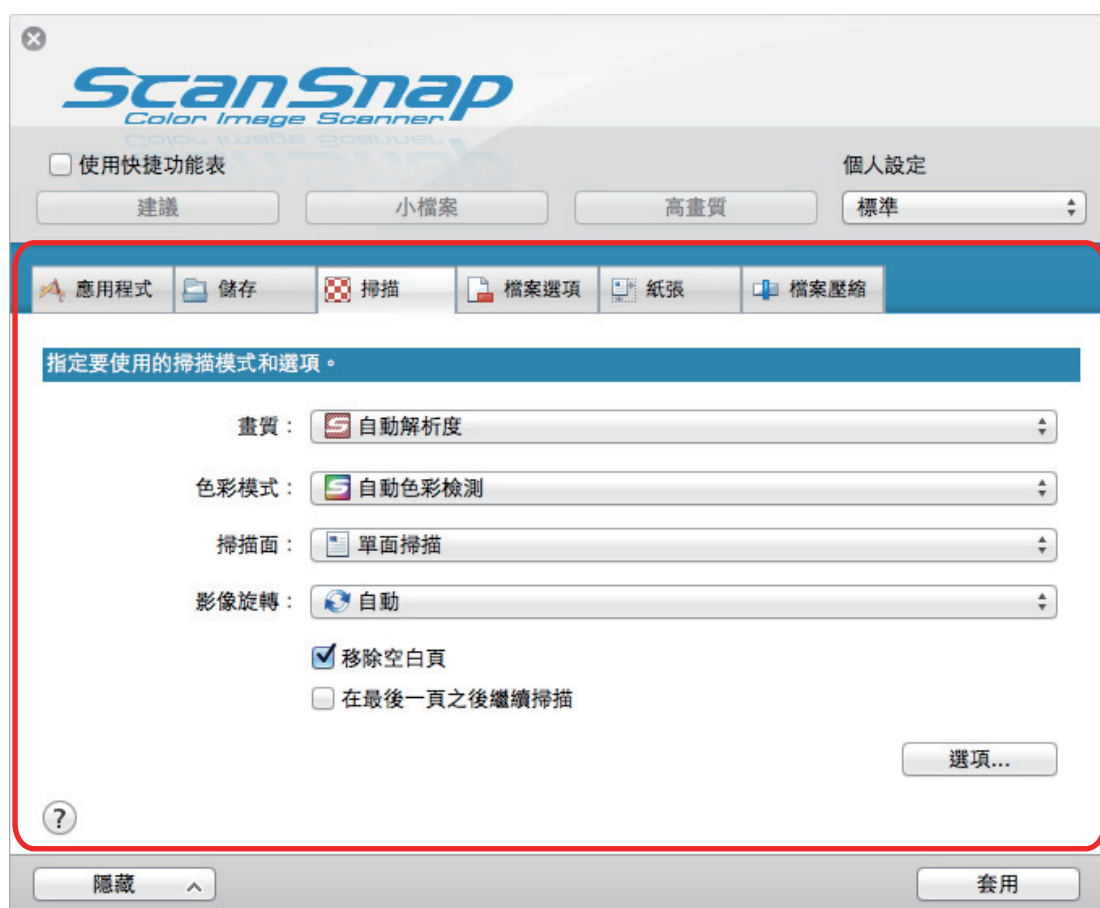 ScanSnap
Color Image Scanner
使用快捷功能表
個人設定
建議 小檔案 高畫質 標準
應用程式 儲存 掃描 檔案選項 紙張 檔案壓縮
指定要使用的掃描模式和選項。
畫質： 自動解析度
色彩模式： 自動色彩檢測
掃描面： 單面掃描
影像旋轉： 自動
移除空白頁
在最後一頁之後繼續掃描
選項...
?
隱藏 套用